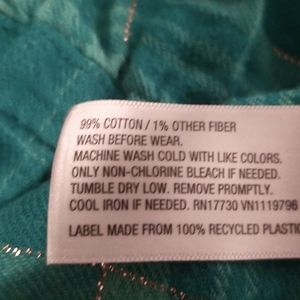 99% COTTON / 1% OTHER FIBER
WASH BEFORE WEAR.
MACHINE WASH COLD WITH LIKE COLORS.
ONLY NON-CHLORINE BLEACH IF NEEDED.
TUMBLE DRY LOW. REMOVE PROMPTLY.
COOL IRON IF NEEDED. RN17730 VN1119796
LABEL MADE FROM 100% RECYCLED PLASTIC